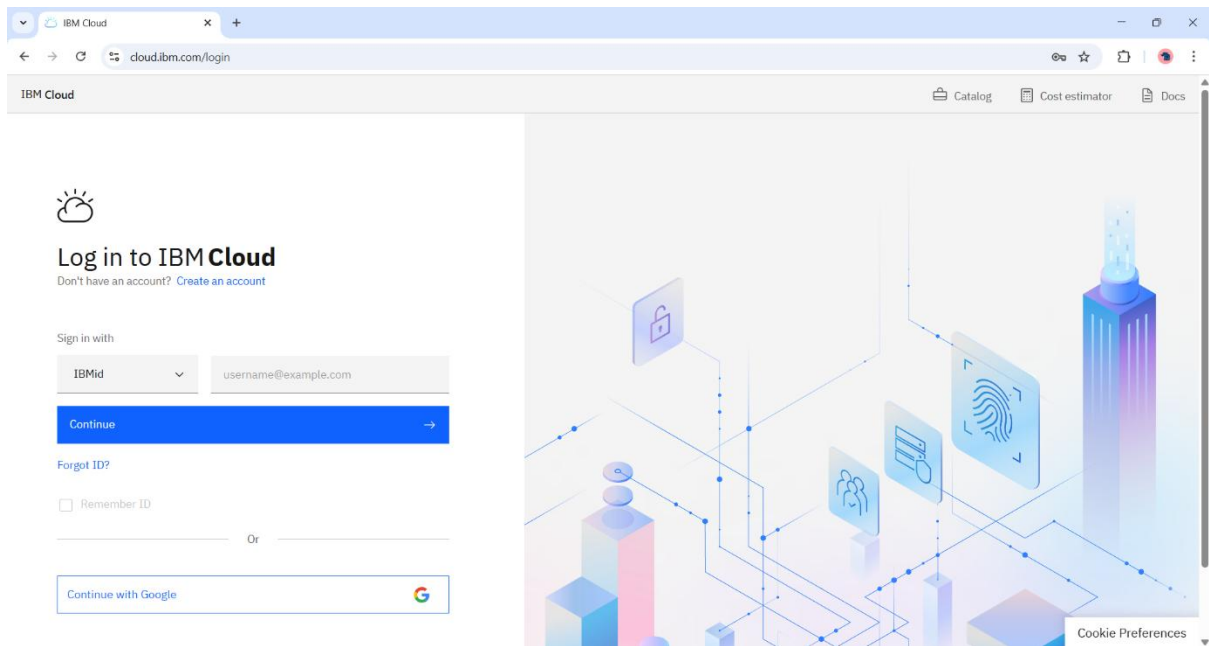 IBM Cloud
cloud.ibm.com/login
IBM Cloud
Catalog
Cost estimator
Docs
Log in to IBM Cloud
Don't have an account? Create an account
Sign in with
IBMid
username@example.com
Continue
Forgot ID?
Remember ID
Or
Continue with Google
Cookie Preferences